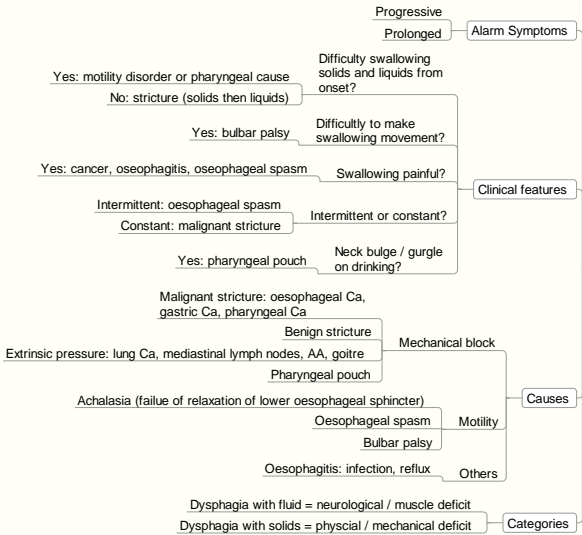 Progressive
Prolonged
Alarm Symptoms
Difficulty swallowing
solids and liquids from
onset?
Yes: motility disorder or pharyngeal cause
No: stricture (solids then liquids)
Difficultly to make
swallowing movement?
Yes: bulbar palsy
Swallowing painful?
Yes: cancer, oseophagitis, oseophageal spasm
Intermittent or constant?
Intermittent: oesophageal spasm
Constant: malignant stricture
Neck bulge / gurgle
on drinking?
Yes: pharyngeal pouch
Clinical features
Malignant stricture: oesophageal Ca,
gastric Ca, pharyngeal Ca
Benign stricture
Extrinsic pressure: lung Ca, mediastinal lymph nodes, AA, goitre
Pharyngeal pouch
Mechanical block
Achalasia (failue of relaxation of lower oesophageal sphincter)
Oesophageal spasm
Bulbar palsy
Motility
Oesophagitis: infection, reflux
Others
Causes
Dysphagia with fluid = neurological / muscle deficit
Dysphagia with solids = physcial / mechanical deficit
Categories